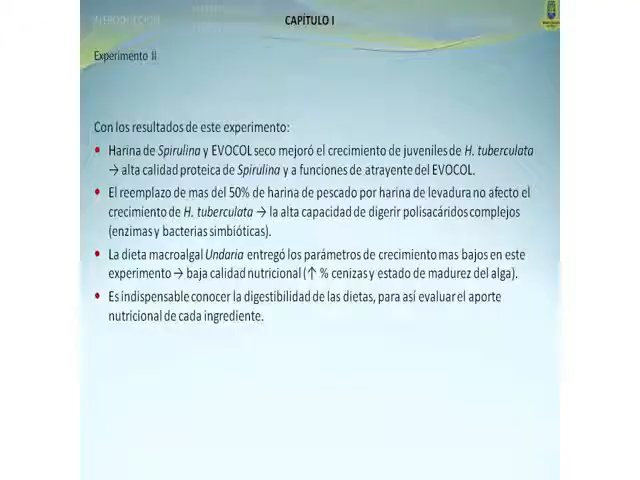 INTRODUCCIÓN
CAPÍTULO I
Experimento II
Con los resultados de este experimento:
• Harina de Spirulina y EVOCOL seco mejoró el crecimiento de juveniles de H. tuberculata
→ alta calidad proteica de Spirulina y a funciones de atrayente del EVOCOL.
• El reemplazo de mas del 50% de harina de pescado por harina de levadura no afecto el
crecimiento de H. tuberculata → la alta capacidad de digerir polisacáridos complejos
(enzimas y bacterias simbióticas).
• La dieta macroalgal Undaria entregó los parámetros de crecimiento mas bajos en este
experimento → baja calidad nutricional (↑ % cenizas y estado de madurez del alga).
• Es indispensable conocer la digestibilidad de las dietas, para así evaluar el aporte
nutricional de cada ingrediente.